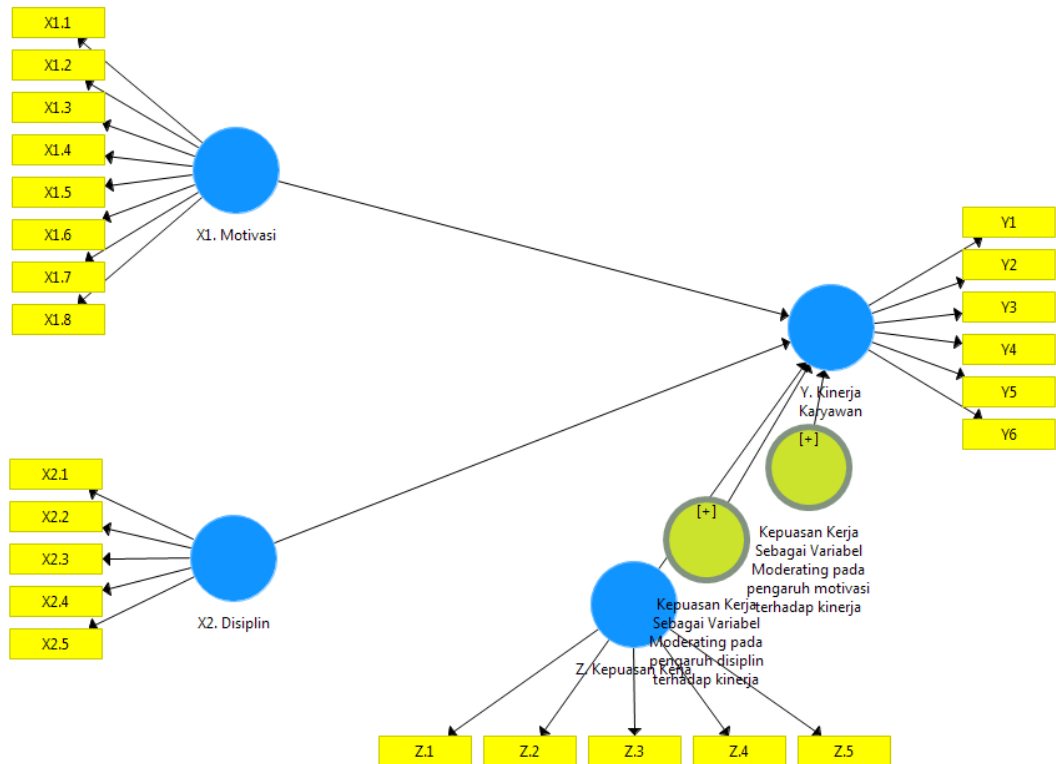 X1.1
X1.2
X1.3
X1.4
X1.5
X1.6
X1.7
X1.8
X1. Motivasi
Y1
Y2
Y3
Y4
Y5
Y6
Y. Kinerja
Karyawan
X2.1
X2.2
X2.3
X2.4
X2.5
X2. Disiplin
[+]
Kepuasan Kerja
Sebagai Variabel
Moderating pada
pengaruh motivasi
terhadap kinerja
[+]
Kepuasan Kerja
Sebagai Variabel
Moderating pada
pengaruh disiplin
terhadap kinerja
Z. Kepuasan Kerja
Z.1
Z.2
Z.3
Z.4
Z.5